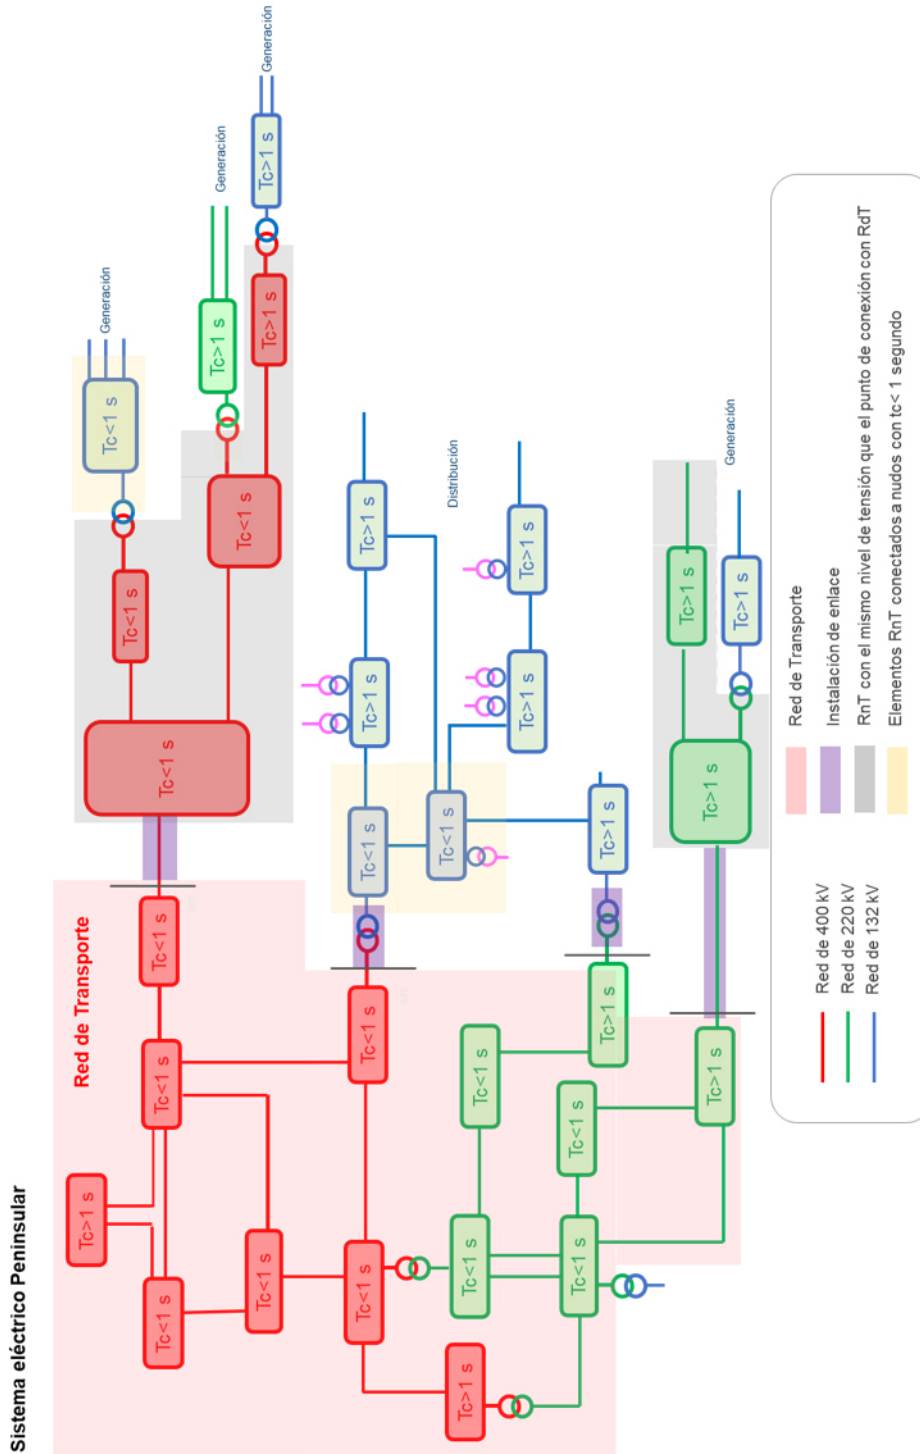 Sistema eléctrico Peninsular
Red de Transporte
Tc>1 s
Generación
Tc<1 s
Tc<1 s
Tc<1 s
Tc<1 s
Tc<1 s
Tc<1 s
Generación
Tc>1 s
Tc<1 s
Tc<1 s
Tc>1 s
Tc>1 s
Generación
Tc<1 s
Tc<1 s
Tc<1 s
Tc>1 s
Tc>1 s
Tc<1 s
Distribución
Tc>1 s
Tc<1 s
Tc<1 s
Tc>1 s
Tc>1 s
Tc<1 s
Tc<1 s
Tc>1 s
Tc>1 s
Tc>1 s
Tc>1 s
Tc>1 s
Tc>1 s
Generación
Red de 400 kV
Red de 220 kV
Red de 132 kV
Red de Transporte
Instalación de enlace
RnT con el mismo nivel de tensión que el punto de conexión con RdT
Elementos RnT conectados a nudos con tc< 1 segundo